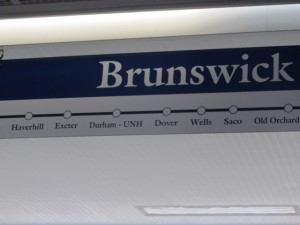 Brunswick
Haverhill Exeter Durham - UNH Dover Wells Saco Old Orchard